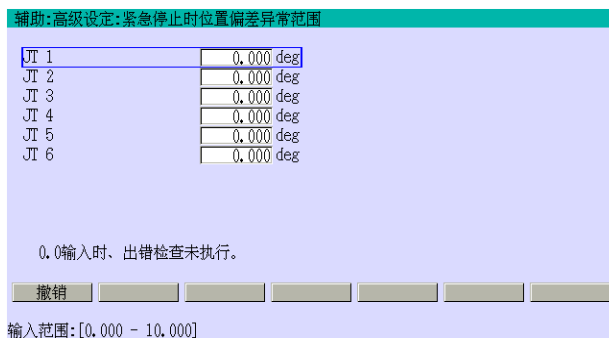 辅助:高级设定:紧急停止时位置偏差异常范围
JT 1 0.000 deg
JT 2 0.000 deg
JT 3 0.000 deg
JT 4 0.000 deg
JT 5 0.000 deg
JT 6 0.000 deg
0.0输入时、出错检查未执行。
撤销
输入范围:[0.000 - 10.000]